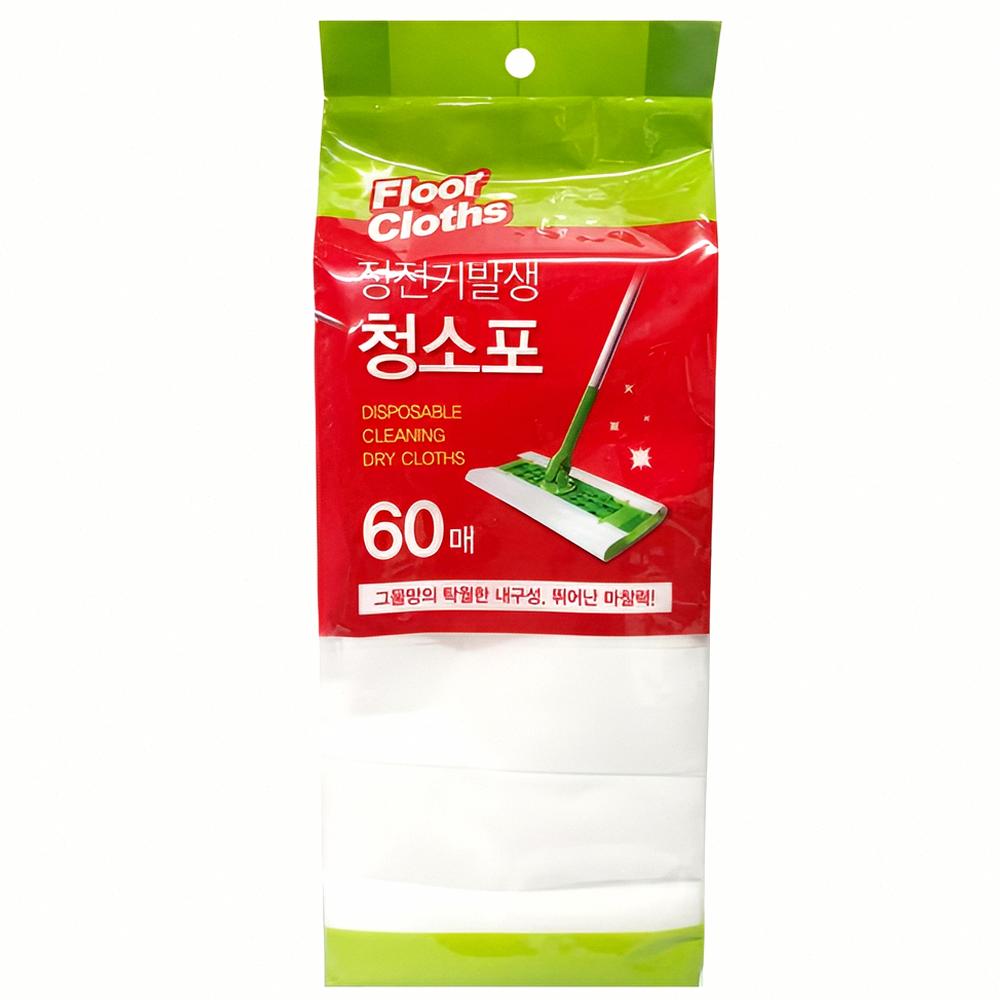 Floor
Cloths
정전기발생
청소포
DISPOSABLE
CLEANING
DRY CLOTHS
60매
그물망의 탁월한 내구성, 뛰어난 마찰력!